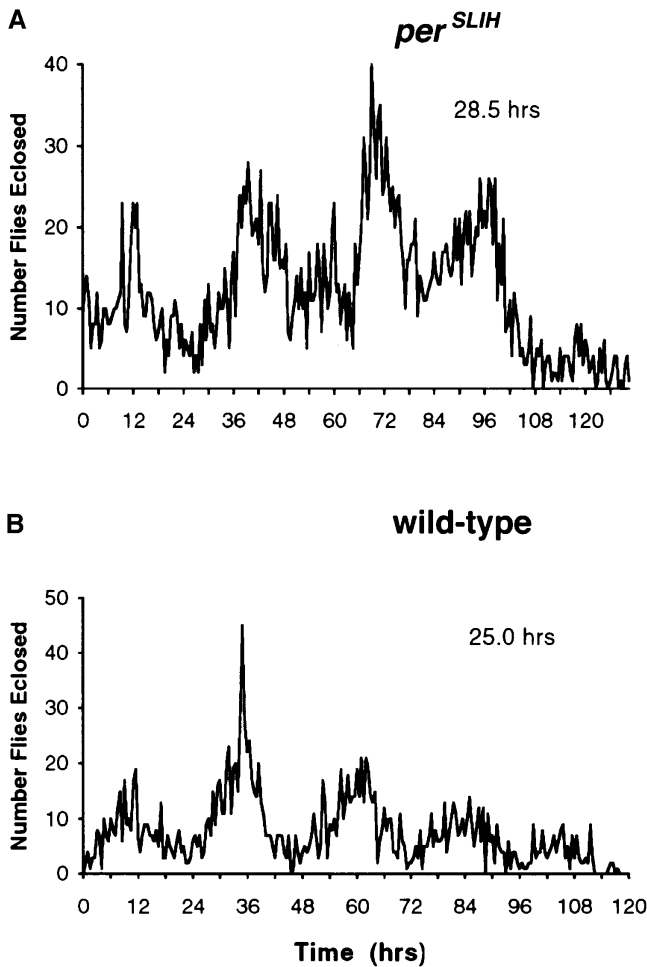 A
per SLIH
Number Flies Eclosed
40
30
20
10
0
28.5 hrs
0 12 24 36 48 60 72 84 96 108 120
B
wild-type
Number Flies Eclosed
50
40
30
20
10
0
25.0 hrs
0 12 24 36 48 60 72 84 96 108 120
Time (hrs)